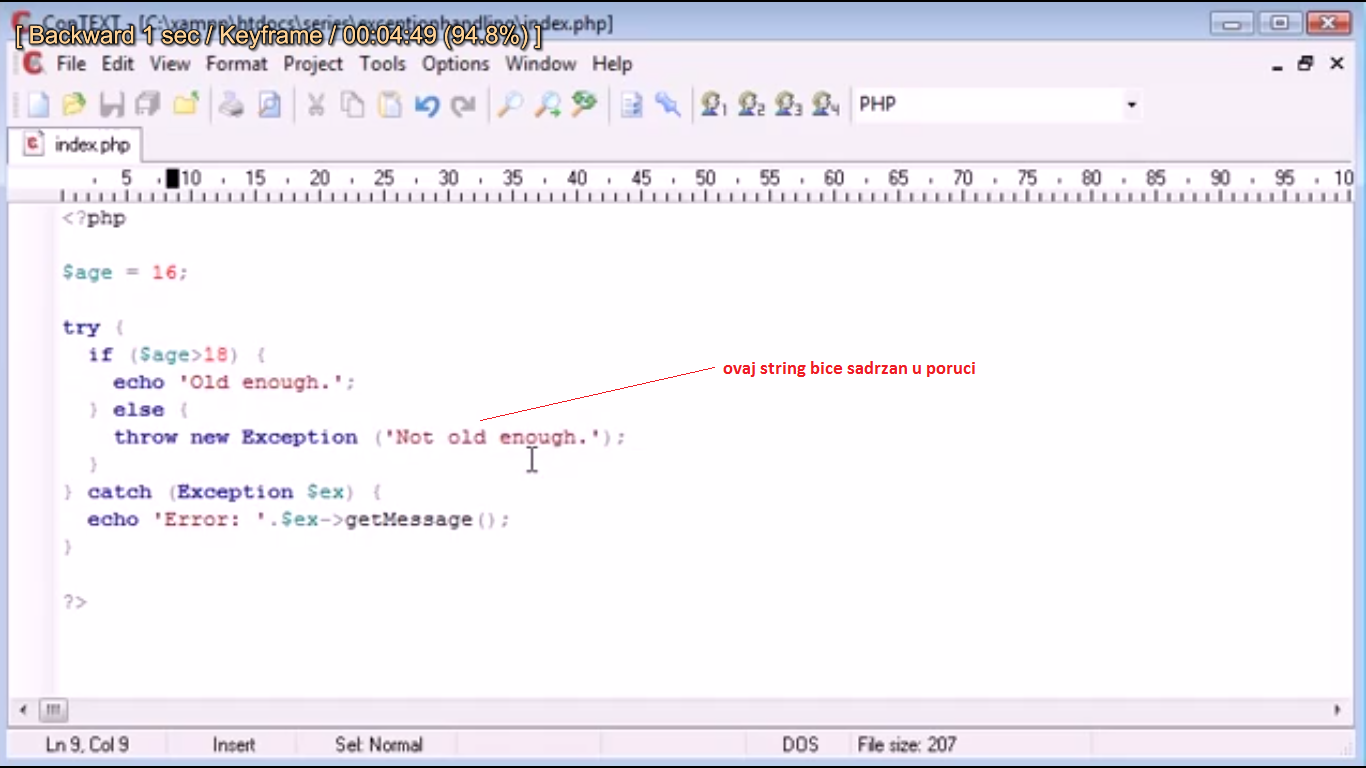 ConTEXT - [C:\xampp\htdocs\series\exceptionhandling\index.php]
[ Backward 1 sec / Keyframe / 00:04:49 (94.8%) ]
File Edit View Format Project Tools Options Window Help
1 2 3 4 PHP
index.php
5 10 15 20 25 30 35 40 45 50 55 60 65 70 75 80 85 90 95 10
<?php
$age = 16;
try {
if ($age>18) {
ovaj string bice sadrzan u poruci
echo 'Old enough.';
} else {
throw new Exception ('Not old enough.');
}
} catch (Exception $ex) {
echo 'Error: '.$ex->getMessage();
}
?>
Ln 9, Col 9 Insert Sel: Normal DOS File size: 207